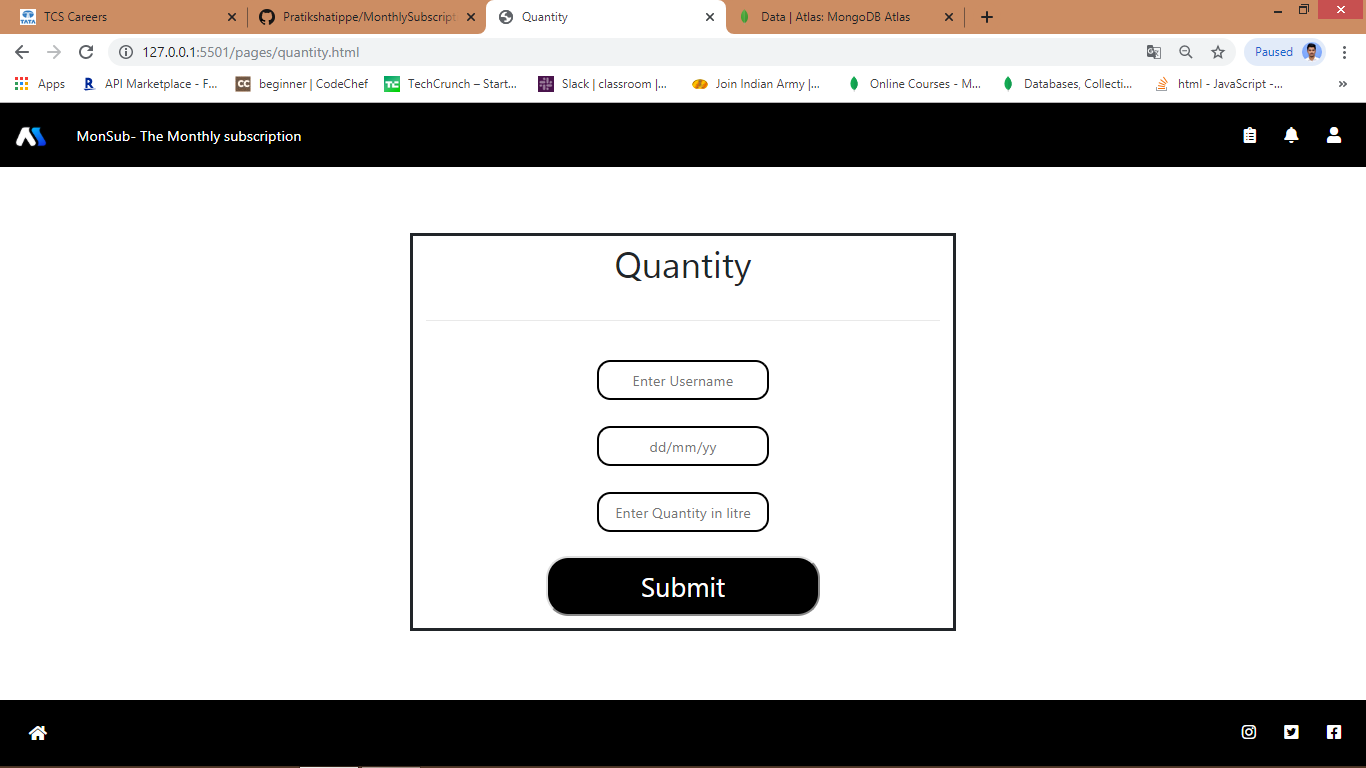 TCS Careers
Pratikshatippe/MonthlySubscript
Quantity
Data | Atlas: MongoDB Atlas
127.0.0.1:5501/pages/quantity.html
Paused
Apps
API Marketplace - F...
beginner | CodeChef
TechCrunch – Start...
Slack | classroom |...
Join Indian Army |...
Online Courses - M...
Databases, Collecti...
html - JavaScript -...
MonSub- The Monthly subscription
Quantity
Enter Username
dd/mm/yy
Enter Quantity in litre
Submit